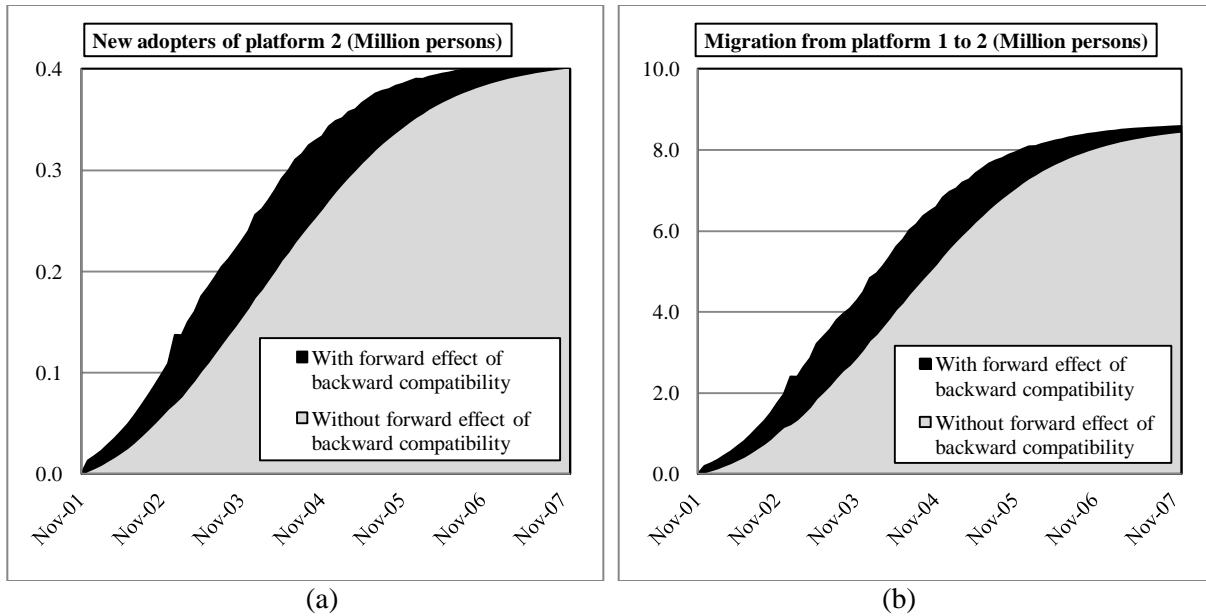 New adopters of platform 2 (Million persons)
0.4
0.3
0.2
0.1
0.0
With forward effect of
backward compatibility
Without forward effect of
backward compatibility
Nov-01
Nov-02
Nov-03
Nov-04
Nov-05
Nov-06
Nov-07
(a)
Migration from platform 1 to 2 (Million persons)
10.0
8.0
6.0
4.0
2.0
0.0
With forward effect of
backward compatibility
Without forward effect of
backward compatibility
Nov-01
Nov-02
Nov-03
Nov-04
Nov-05
Nov-06
Nov-07
(b)